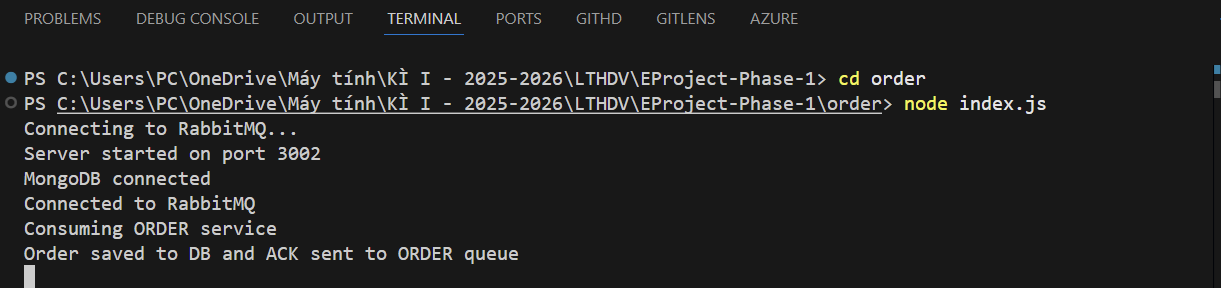 PROBLEMS DEBUG CONSOLE OUTPUT TERMINAL PORTS GITHD GITLENS AZURE
PS C:\Users\PC\OneDrive\Máy tính\KÌ I - 2025-2026\LTHDV\EProject-Phase-1> cd order
PS C:\Users\PC\OneDrive\Máy tính\KÌ I - 2025-2026\LTHDV\EProject-Phase-1\order> node index.js
Connecting to RabbitMQ...
Server started on port 3002
MongoDB connected
Connected to RabbitMQ
Consuming ORDER service
Order saved to DB and ACK sent to ORDER queue